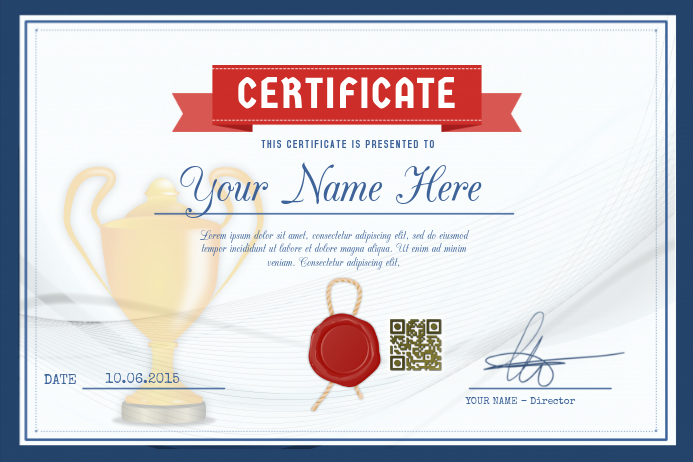 CERTIFICATE
THIS CERTIFICATE IS PRESENTED TO
Your Name Here
Lorem ipsum dolor sit amet, consectetur adipiscing elit, sed do eiusmod
tempor incididunt ut labore et dolore magna aliqua. Ut enim ad minim
veniam. Consectetur adipiscing elit,
DATE 10.06.2015
YOUR NAME - Director